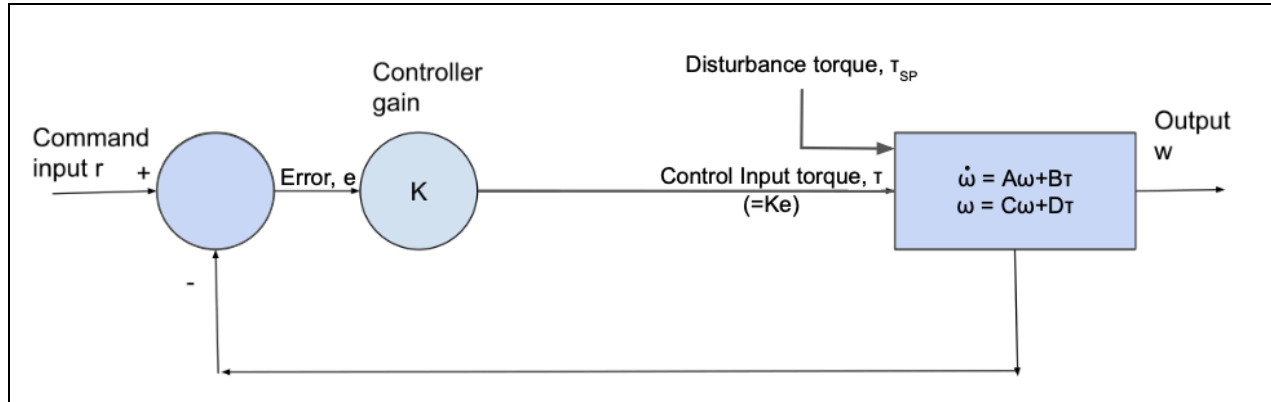 Disturbance torque, τSP
Controller
gain
Command
input r
+
Error, e
K
Control Input torque, τ
(=Ke)
ω̇ = Aω+Bτ
ω = Cω+Dτ
Output
w
-